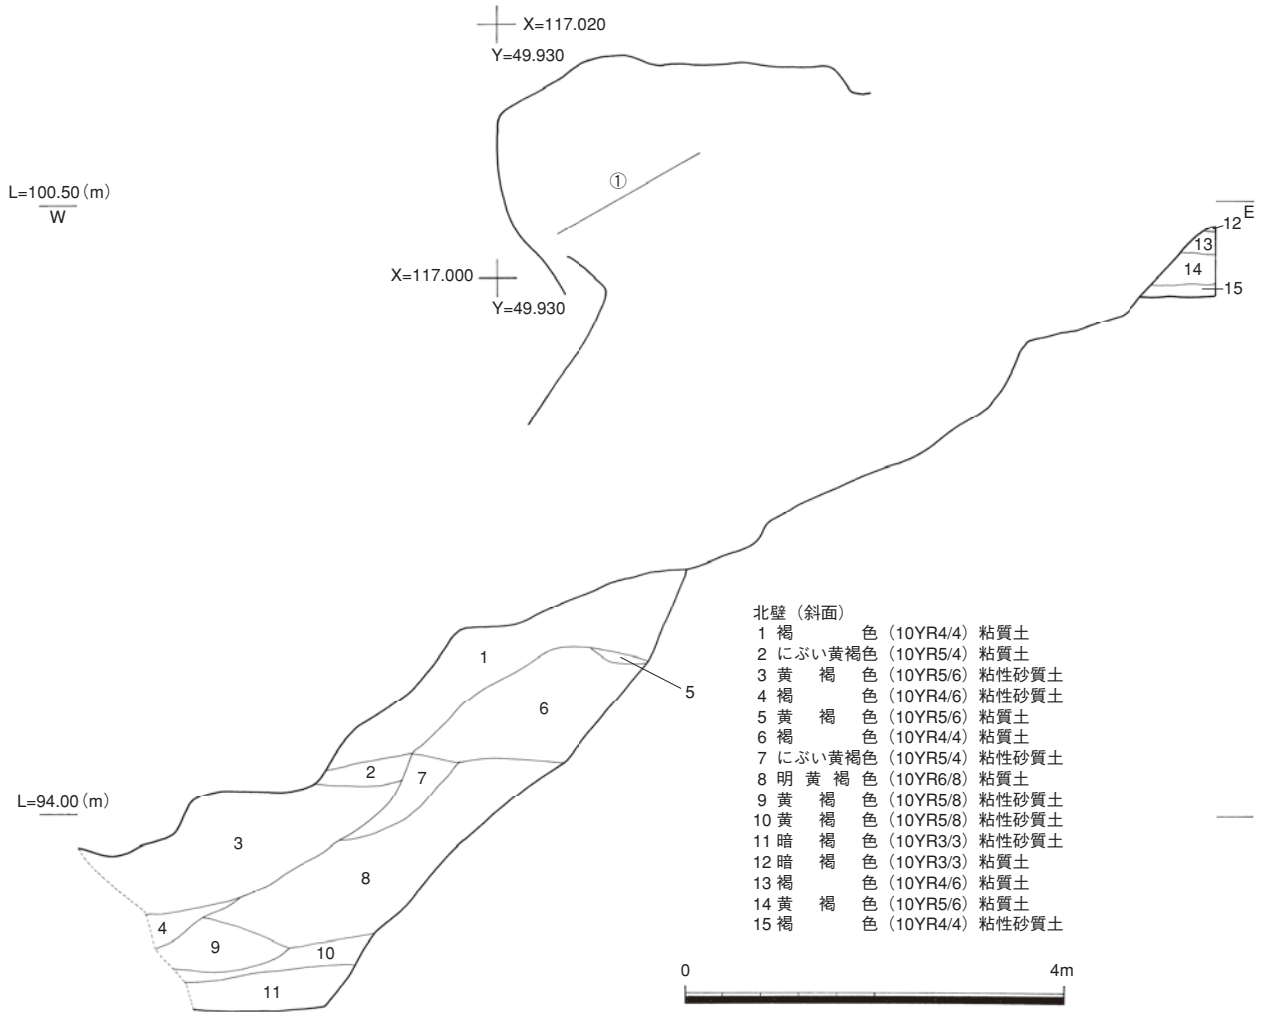 X=117.020
Y=49.930
①
L=100.50（m）
W
E
12
13
14
15
X=117.000
Y=49.930
1
5
6
2
7
L=94.00（m）
3
8
4
9
10
11
北壁（斜面）
1 褐 色（10YR4/4）粘質土
2 にぶい黄褐色（10YR5/4）粘質土
3 黄 褐 色（10YR5/6）粘性砂質土
4 褐 色（10YR4/6）粘性砂質土
5 黄 褐 色（10YR5/6）粘質土
6 褐 色（10YR4/4）粘質土
7 にぶい黄褐色（10YR5/4）粘性砂質土
8 明 黄 褐 色（10YR6/8）粘質土
9 黄 褐 色（10YR5/8）粘性砂質土
10 黄 褐 色（10YR5/8）粘性砂質土
11 暗 褐 色（10YR3/3）粘性砂質土
12 暗 褐 色（10YR3/3）粘質土
13 褐 色（10YR4/6）粘質土
14 黄 褐 色（10YR5/6）粘質土
15 褐 色（10YR4/4）粘性砂質土
0 4m